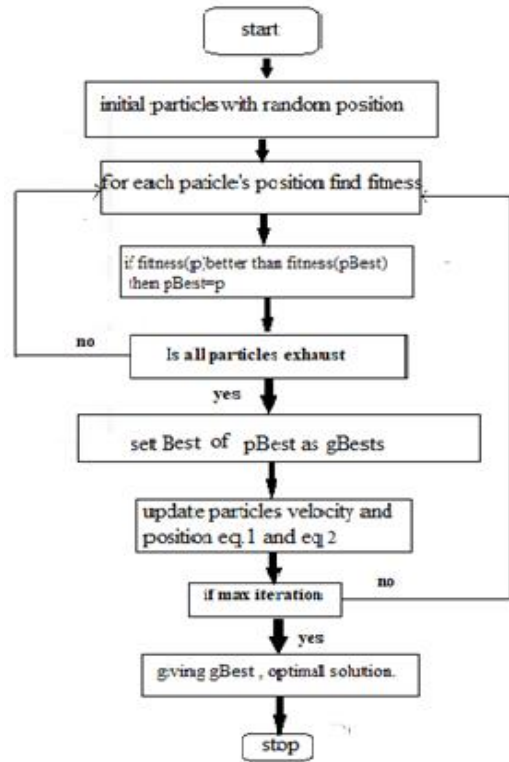 start
initial particles with random position
for each paticle's position find fitness
if fitness(p)better than fitness(pBest)
then pBest=p
no
Is all particles exhaust
yes
set Best of pBest as gBests
update particles velocity and
position eq.1 and eq.2
no
if max iteration
yes
giving gBest , optimall solution.
stop